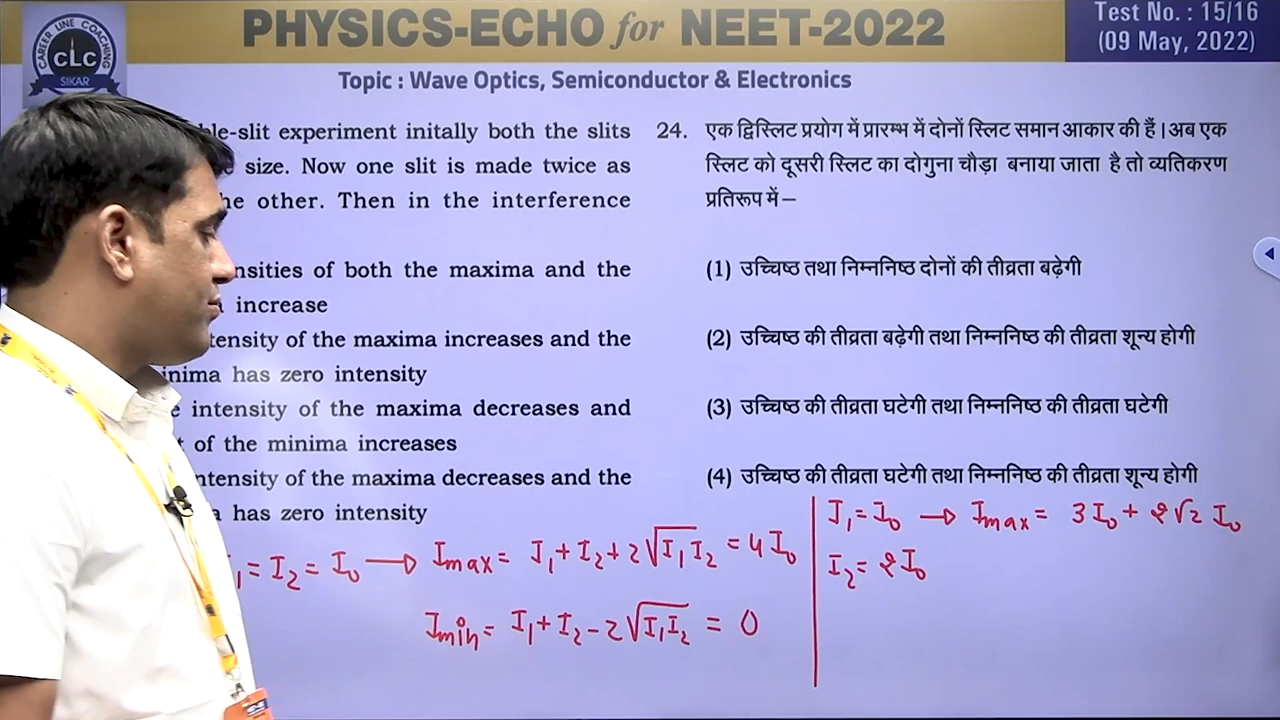 PHYSICS-ECHO for NEET-2022
Test No. : 15/16
(09 May, 2022)
CAREER LINE COACHING
CLC
SIKAR
Topic : Wave Optics, Semiconductor & Electronics
ble-slit experiment initally both the slits
size. Now one slit is made twice as
he other. Then in the interference
nsities of both the maxima and the
increase
tensity of the maxima increases and the
inima has zero intensity
e intensity of the maxima decreases and
t of the minima increases
ntensity of the maxima decreases and the
a has zero intensity
24. एक द्विस्लिट प्रयोग में प्रारम्भ में दोनों स्लिट समान आकार की हैं। अब एक
स्लिट को दूसरी स्लिट का दोगुना चौड़ा बनाया जाता है तो व्यतिकरण
प्रतिरूप में –
(1) उच्चिष्ठ तथा निम्ननिष्ठ दोनों की तीव्रता बढ़ेगी
(2) उच्चिष्ठ की तीव्रता बढ़ेगी तथा निम्ननिष्ठ की तीव्रता शून्य होगी
(3) उच्चिष्ठ की तीव्रता घटेगी तथा निम्ननिष्ठ की तीव्रता घटेगी
(4) उच्चिष्ठ की तीव्रता घटेगी तथा निम्ननिष्ठ की तीव्रता शून्य होगी
I₁ = I₂ = I₀ → Imax = I₁ + I₂ + 2√I₁I₂ = 4I₀
Imin = I₁ + I₂ - 2√I₁I₂ = 0
I₁ = I₀ → Imax = 3I₀ + 2√2 I₀
I₂ = 2I₀